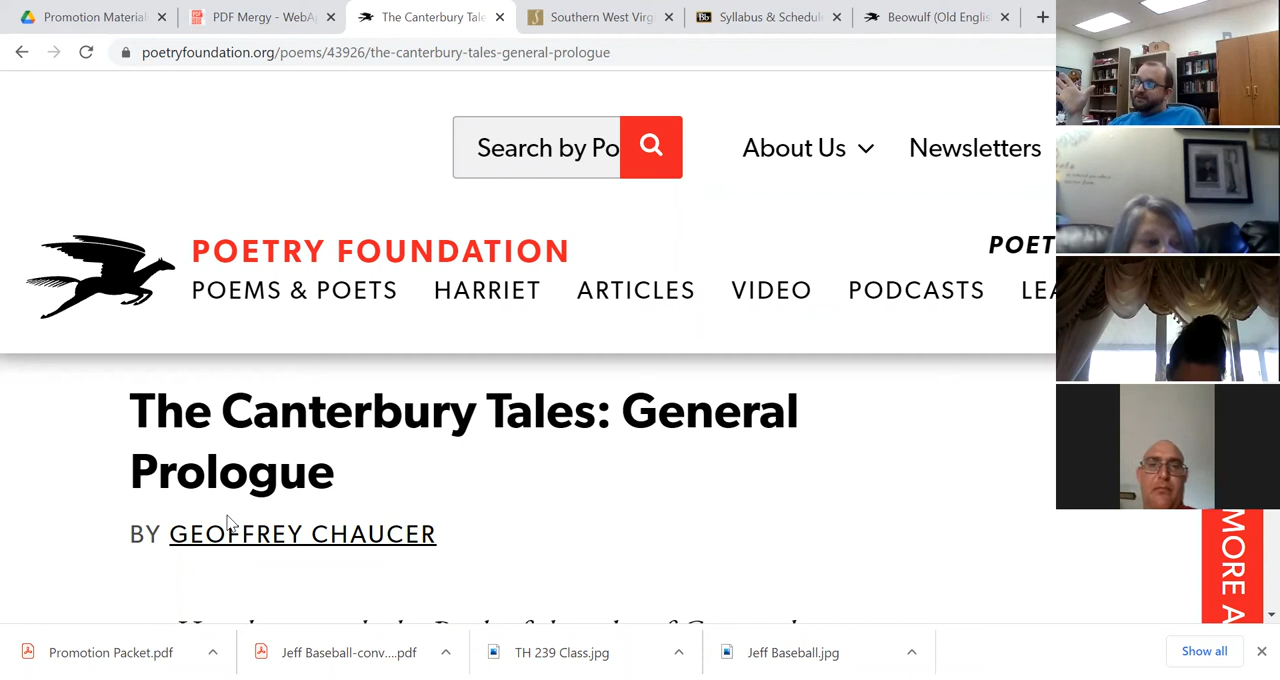 Promotion Material
PDF Mergy - WebAp
The Canterbury Tale
Southern West Virg
Syllabus & Schedul
Beowulf (Old Englis
poetryfoundation.org/poems/43926/the-canterbury-tales-general-prologue
Search by Po
About Us
Newsletters
POETRY FOUNDATION
POET
POEMS & POETS HARRIET ARTICLES VIDEO PODCASTS LEA
The Canterbury Tales: General
Prologue
BY GEOFFREY CHAUCER
MORE A
Promotion Packet.pdf
Jeff Baseball-conv....pdf
TH 239 Class.jpg
Jeff Baseball.jpg
Show all